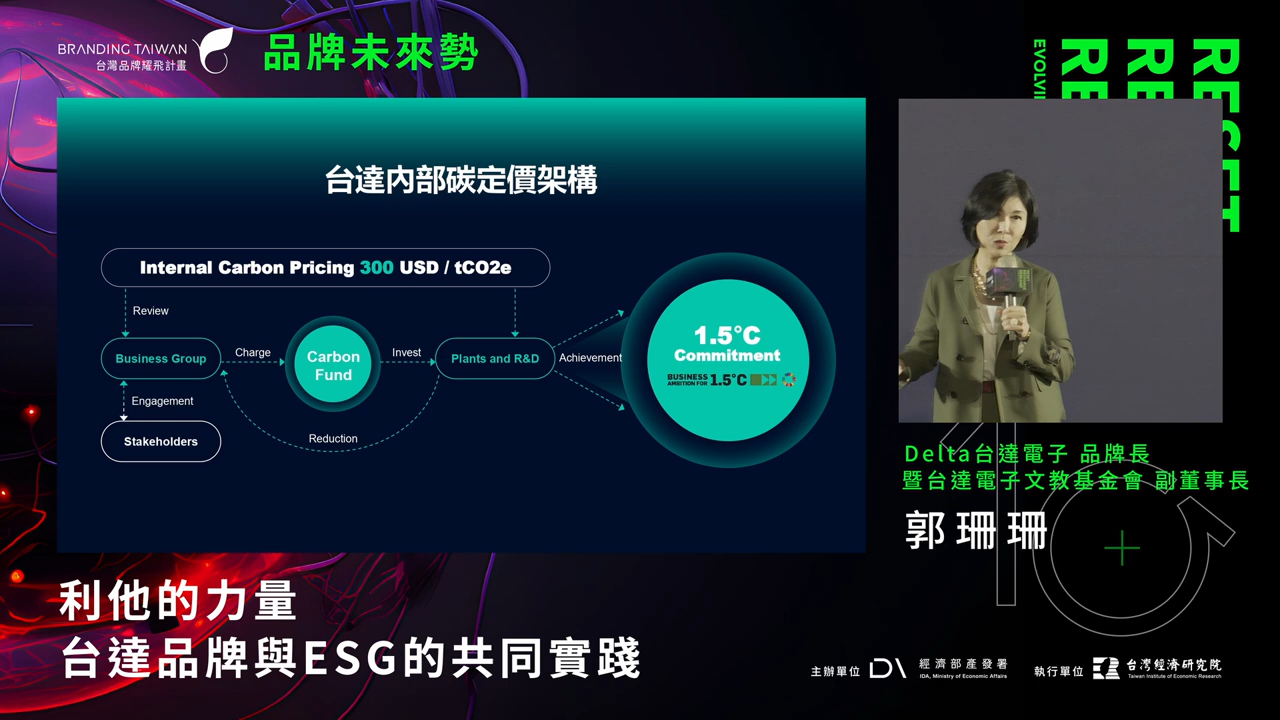 BRANDING TAIWAN
台灣品牌耀飛計畫
品牌未來勢
RESET
RE
RE
台達內部碳定價架構
Internal Carbon Pricing 300 USD / tCO2e
Review
Business Group
Charge
Carbon
Fund
Invest
Plants and R&D
Achievement
Engagement
Stakeholders
Reduction
1.5°C
Commitment
BUSINESS
AMBITION FOR 1.5°C
Delta台達電子 品牌長
暨台達電子文教基金會 副董事長
郭珊珊
利他的力量
台達品牌與ESG的共同實踐
主辦單位
經濟部產發署
IDA, Ministry of Economic Affairs
執行單位
台灣經濟研究院
Taiwan Institute of Economic Research